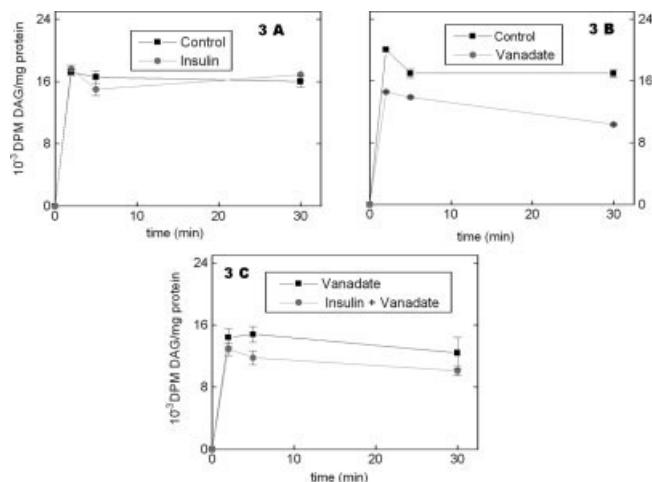 3 A
Control
Insulin
10⁻³ DPM DAG/mg protein
24
16
8
0
0 10 20 30
time (min)
3 B
Control
Vanadate
24
16
8
0
0 10 20 30
time (min)
3 C
Vanadate
Insulin + Vanadate
10⁻³ DPM DAG/mg protein
24
16
8
0
0 10 20 30
time (min)